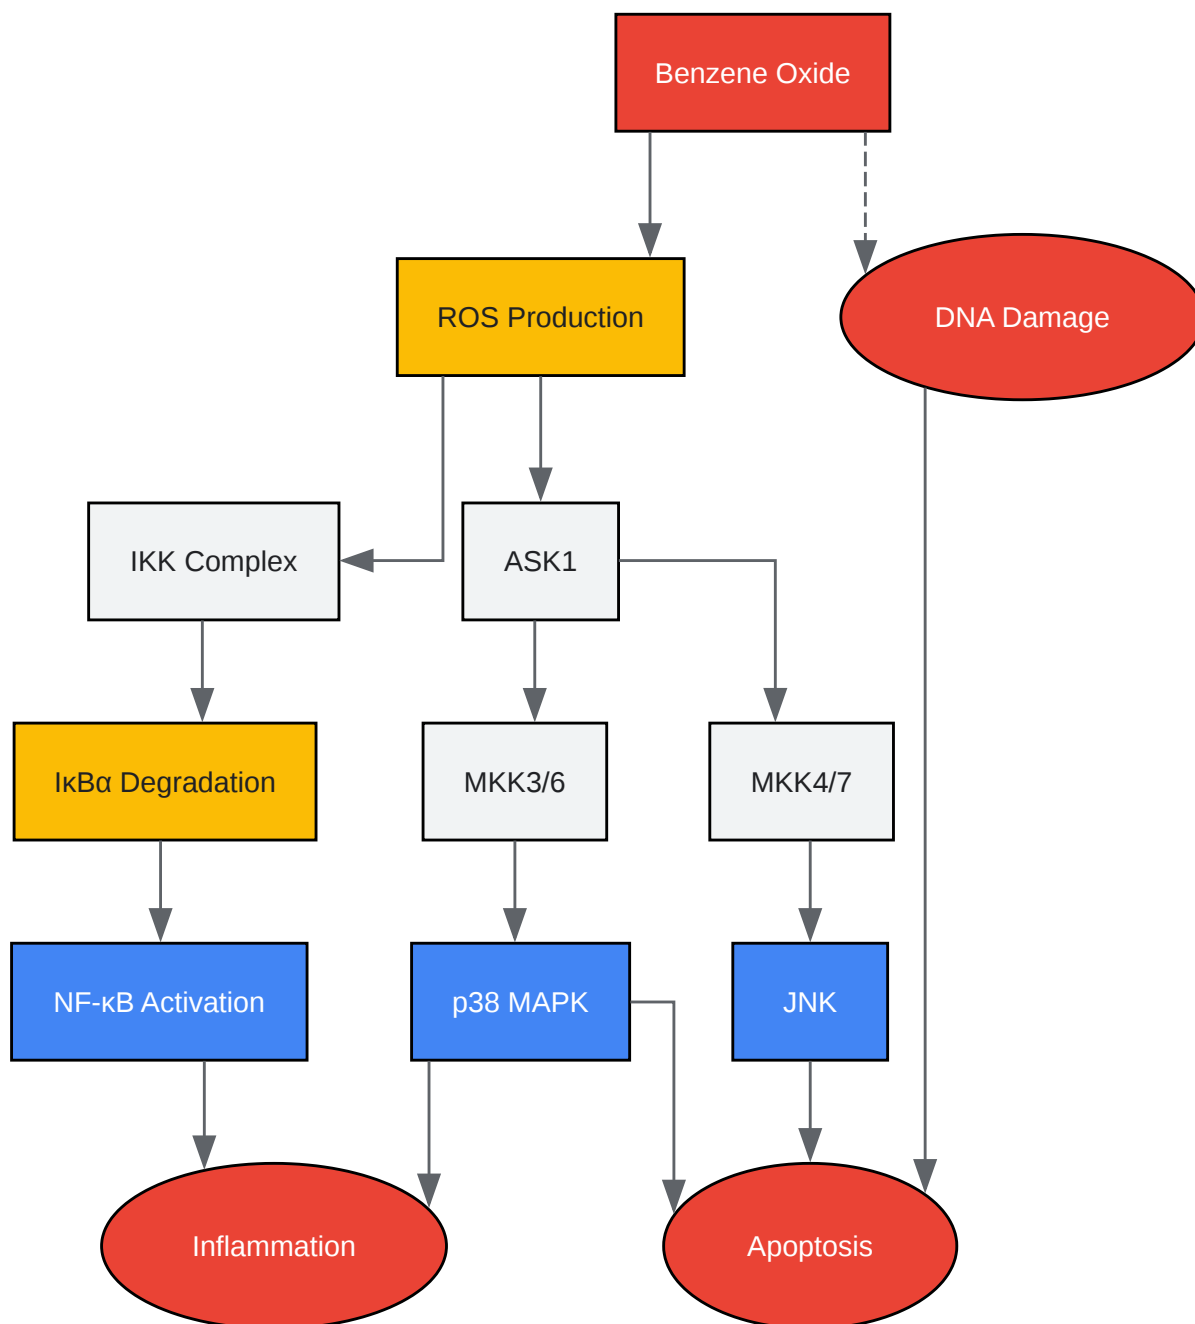 Benzene Oxide
ROS Production
DNA Damage
IKK Complex
ASK1
IκBα Degradation
MKK3/6
MKK4/7
NF-κB Activation
p38 MAPK
JNK
Inflammation
Apoptosis